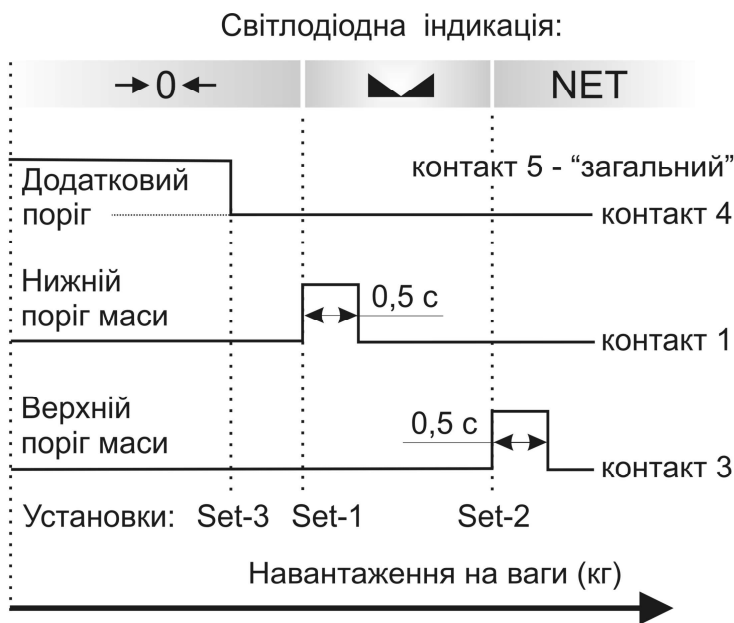 Світлодіодна індикація:
→0← NET
контакт 5 - “загальний”
Додатковий
поріг
контакт 4
Нижній
поріг маси
0,5 с
контакт 1
Верхній
поріг маси
0,5 с
контакт 3
Установки: Set-3 Set-1 Set-2
Навантаження на ваги (кг)